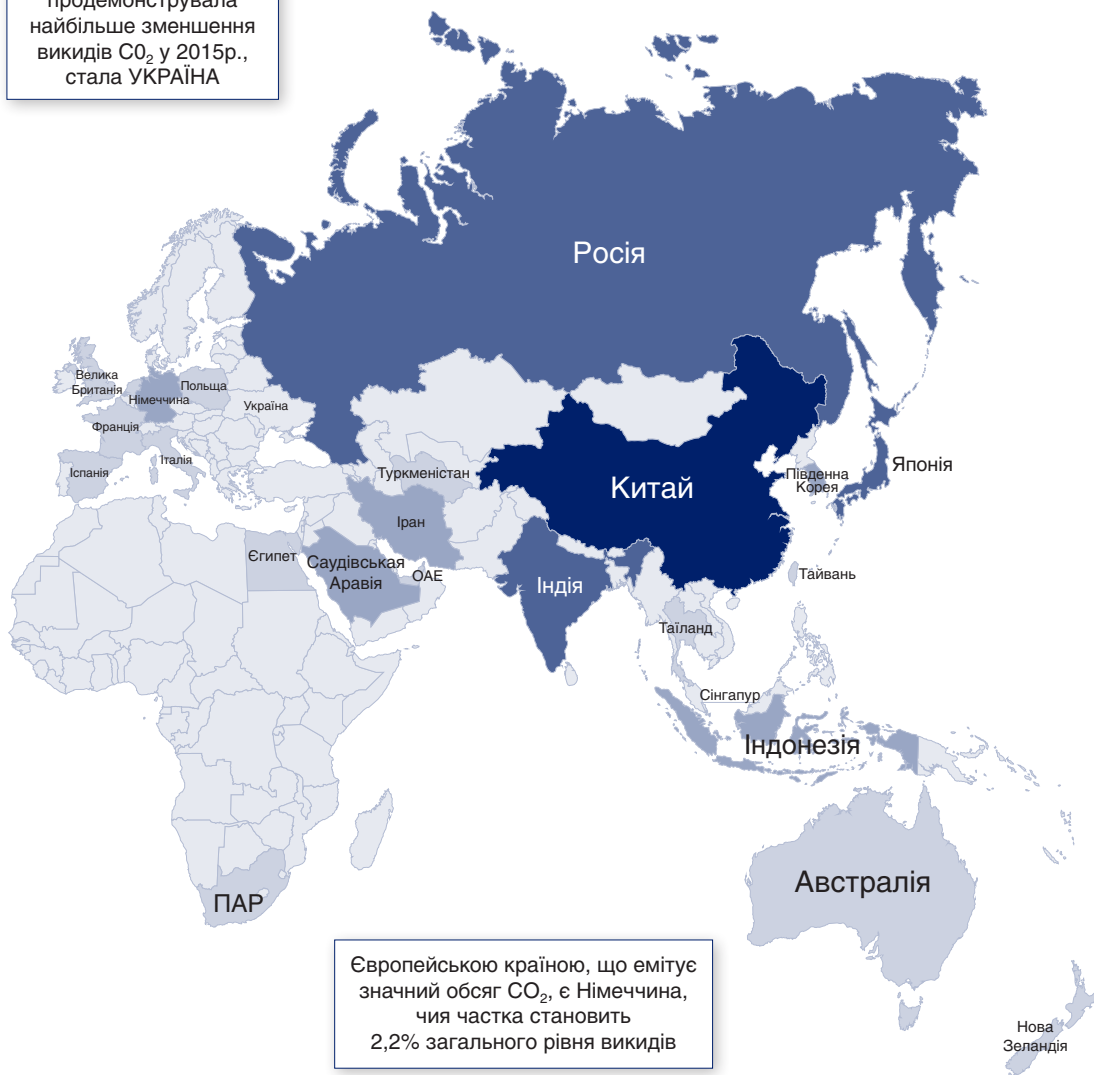 продемонструвала
найбільше зменшення
викидів C0₂ у 2015р.,
стала УКРАЇНА
Росія
Велика
Британія
Польща
Німеччина
Україна
Франція
Італія
Іспанія
Туркменістан
Китай
Південна
Корея
Японія
Іран
Єгипет
Саудівська
Аравія
ОАЕ
Індія
Тайвань
Таїланд
Сінгапур
Індонезія
Австралія
ПАР
Європейською країною, що емітує
значний обсяг CO₂, є Німеччина,
чия частка становить
2,2% загального рівня викидів
Нова
Зеландія